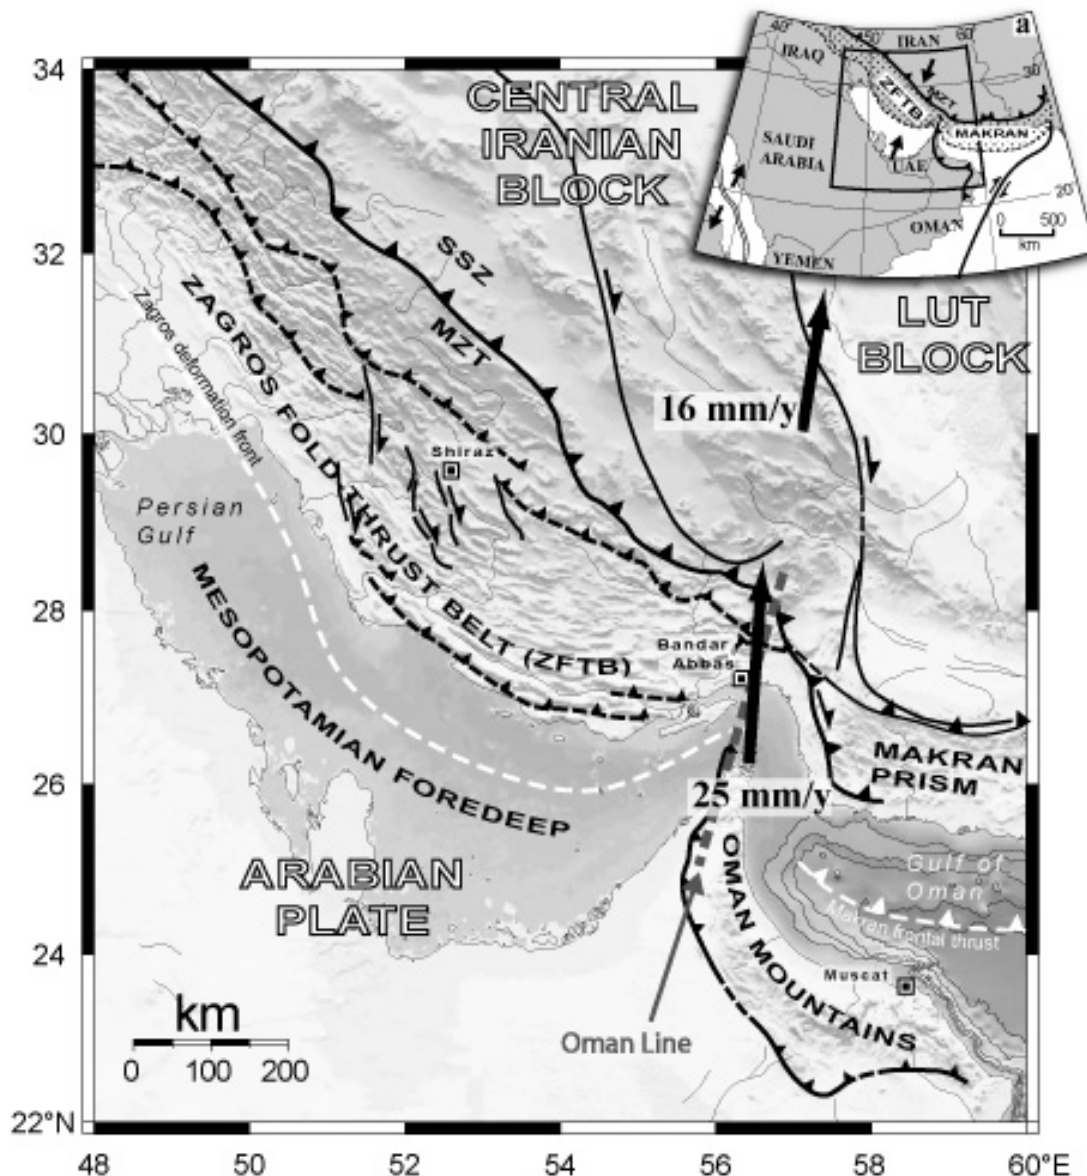 a
40°
50°
60°
IRAQ
IRAN
30
ZFTB
MZT
MAKRAN
SAUDI
ARABIA
UAE
20
OMAN
0 500
km
YEMEN
34
32
30
28
26
24
22°N
48
50
52
54
56
58
60°E
CENTRAL
IRANIAN
BLOCK
LUT
BLOCK
SSZ
MZT
ZAGROS FOLD THRUST BELT (ZFTB)
Zagros deformation front
16 mm/y
Shiraz
Persian
Gulf
MESOPOTAMIAN FOREDEEP
Bandar
Abbas
MAKRAN
PRISM
25 mm/y
ARABIAN
PLATE
OMAN MOUNTAINS
Gulf of
Oman
Makran frontal thrust
Muscat
Oman Line
km
0 100 200